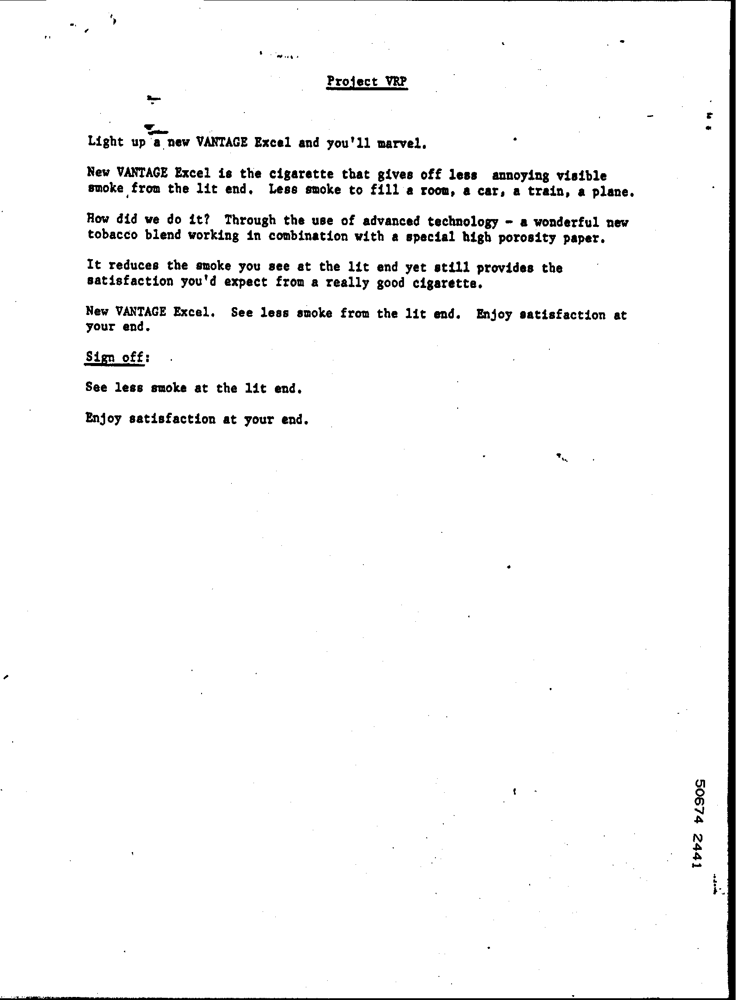 Project VRP
Light up a new VANTAGE Excel and you'll marvel.
New VANTAGE Excel is the cigarette that gives off less annoying visible
smoke from the lit end. Less smoke to fill a room, a car, a train, a plane.
How did we do it? Through the use of advanced technology - a wonderful new
tobacco blend working in combination with a special high porosity paper.
It reduces the smoke you see at the lit end yet still provides the
satisfaction you'd expect from a really good cigarette.
New VANTAGE Excel. See less smoke from the lit end. Enjoy satisfaction at
your end.
Sign off:
See less smoke at the lit end.
Enjoy satisfaction at your end.
50674 2441